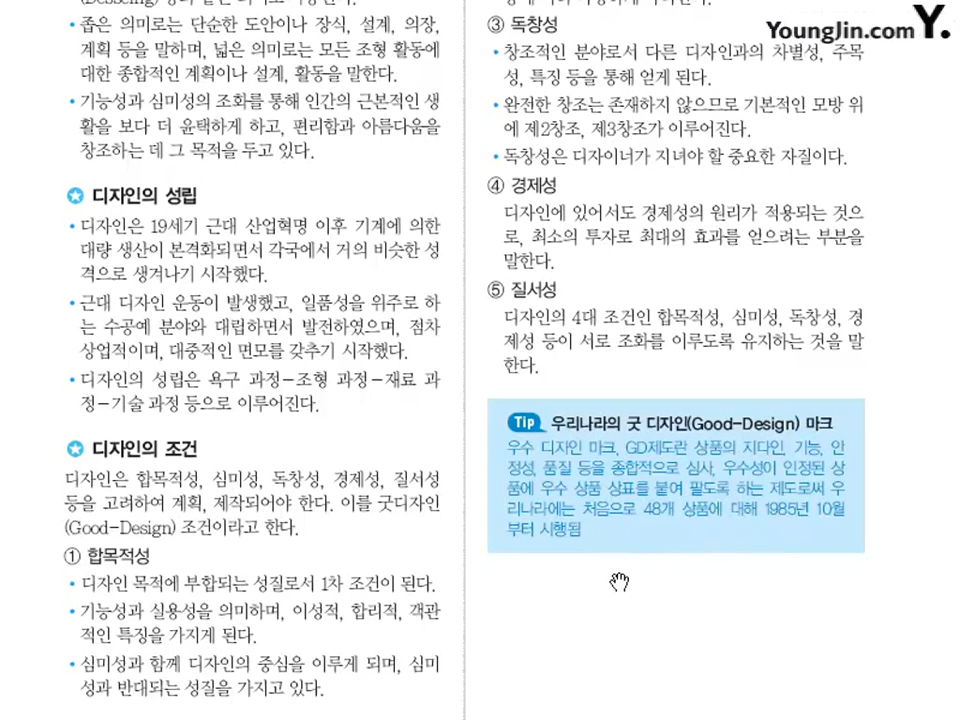 • 좁은 의미로는 단순한 도안이나 장식, 설계, 의장,
계획 등을 말하며, 넓은 의미로는 모든 조형 활동에
대한 종합적인 계획이나 설계, 활동을 말한다.
• 기능성과 심미성의 조화를 통해 인간의 근본적인 생
활을 보다 더 윤택하게 하고, 편리함과 아름다움을
창조하는 데 그 목적을 두고 있다.
디자인의 성립
• 디자인은 19세기 근대 산업혁명 이후 기계에 의한
대량 생산이 본격화되면서 각국에서 거의 비슷한 성
격으로 생겨나기 시작했다.
• 근대 디자인 운동이 발생했고, 일품성을 위주로 하
는 수공예 분야와 대립하면서 발전하였으며, 점차
상업적이며, 대중적인 면모를 갖추기 시작했다.
• 디자인의 성립은 욕구 과정-조형 과정-재료 과
정-기술 과정 등으로 이루어진다.
디자인의 조건
디자인은 합목적성, 심미성, 독창성, 경제성, 질서성
등을 고려하여 계획, 제작되어야 한다. 이를 굿디자인
(Good-Design) 조건이라고 한다.
① 합목적성
• 디자인 목적에 부합되는 성질로서 1차 조건이 된다.
• 기능성과 실용성을 의미하며, 이성적, 합리적, 객관
적인 특징을 가지게 된다.
• 심미성과 함께 디자인의 중심을 이루게 되며, 심미
성과 반대되는 성질을 가지고 있다.
③ 독창성
• 창조적인 분야로서 다른 디자인과의 차별성, 주목
성, 특징 등을 통해 얻게 된다.
• 완전한 창조는 존재하지 않으므로 기본적인 모방 위
에 제2창조, 제3창조가 이루어진다.
• 독창성은 디자이너가 지녀야 할 중요한 자질이다.
④ 경제성
디자인에 있어서도 경제성의 원리가 적용되는 것으
로, 최소의 투자로 최대의 효과를 얻으려는 부분을
말한다.
⑤ 질서성
디자인의 4대 조건인 합목적성, 심미성, 독창성, 경
제성 등이 서로 조화를 이루도록 유지하는 것을 말
한다.
Tip 우리나라의 굿 디자인(Good-Design) 마크
우수 디자인 마크, GD제도란 상품의 지다인, 기능, 안
정성, 품질 등을 종합적으로 심사, 우수성이 인정된 상
품에 우수 상품 상표를 붙여 팔도록 하는 제도로써 우
리나라에는 처음으로 48개 상품에 대해 1985년 10월
부터 시행됨
YoungJin.com Y.